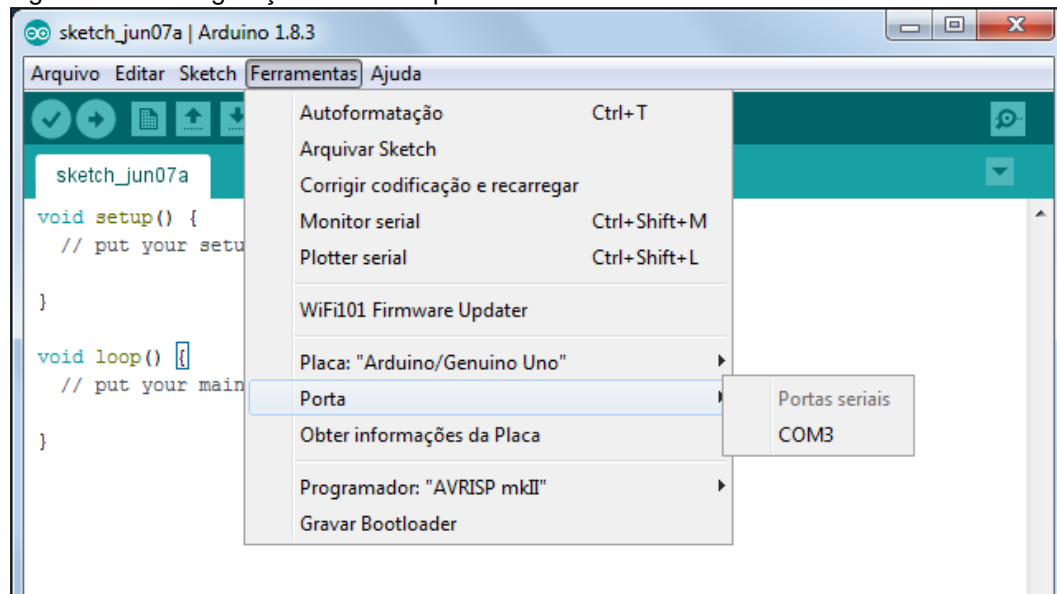 sketch_jun07a | Arduino 1.8.3
Arquivo Editar Sketch Ferramentas Ajuda
sketch_jun07a
void setup() {
// put your setu
}
void loop() {
// put your main
}
Autoformatação Ctrl+T
Arquivar Sketch
Corrigir codificação e recarregar
Monitor serial Ctrl+Shift+M
Plotter serial Ctrl+Shift+L
WiFi101 Firmware Updater
Placa: "Arduino/Genuino Uno"
Porta
Obter informações da Placa
Programador: "AVRISP mkII"
Gravar Bootloader
Portas seriais
COM3